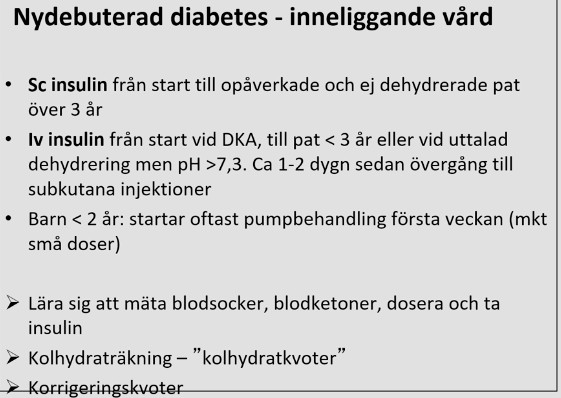 Nydebuterad diabetes - inneliggande vård
• Sc insulin från start till opåverkade och ej dehydrerade pat
över 3 år
• Iv insulin från start vid DKA, till pat < 3 år eller vid uttalad
dehydrering men pH >7,3. Ca 1-2 dygn sedan övergång till
subkutana injektioner
• Barn < 2 år: startar oftast pumpbehandling första veckan (mkt
små doser)
➢ Lära sig att mäta blodsocker, blodketoner, dosera och ta
insulin
➢ Kolhydraträkning – ”kolhydratkvoter”
➢ Korrigeringskvoter